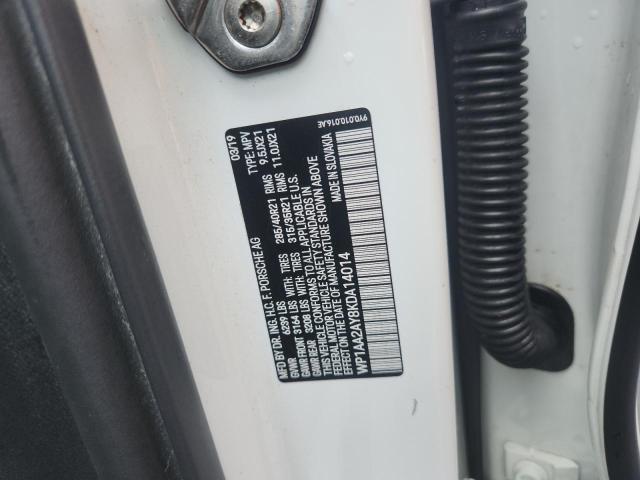 9Y0.010.016.AE
MFD BY DR. ING. H.C. F. PORSCHE AG 03/19
GVWR 6239 LBS TYPE: MPV
GAWR FRONT 3164 LBS WITH: TIRES 285/40R21 RIMS 9.5JX21
GAWR REAR 3208 LBS WITH: TIRES 315/35R21 RIMS 11.0JX21
THIS VEHICLE CONFORMS TO ALL APPLICABLE U.S.
FEDERAL MOTOR VEHICLE SAFETY STANDARDS IN
EFFECT ON DATE OF MANUFACTURE SHOWN ABOVE
WP1AA2AY8KDA14014 MADE IN SLOVAKIA